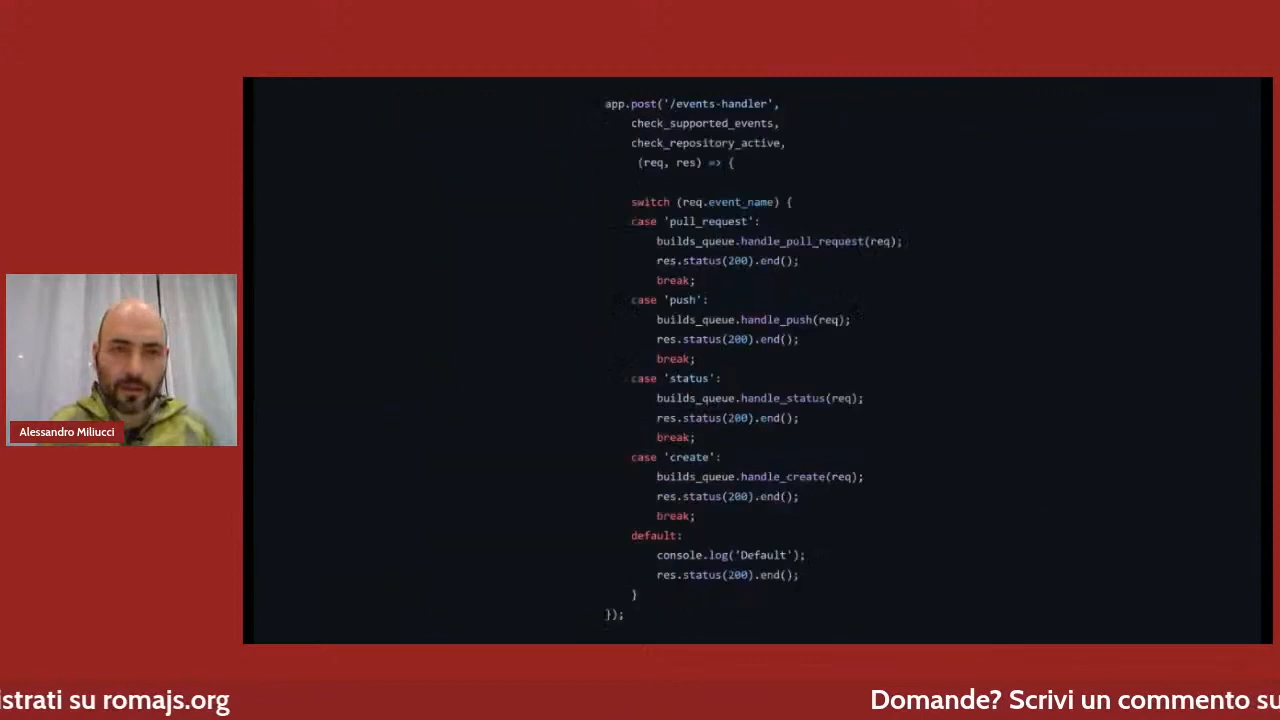 app.post('/events-handler',
check_supported_events,
check_repository_active,
(req, res) => {
switch (req.event_name) {
case 'pull_request':
builds_queue.handle_pull_request(req);
res.status(200).end();
break;
case 'push':
builds_queue.handle_push(req);
res.status(200).end();
break;
case 'status':
builds_queue.handle_status(req);
res.status(200).end();
break;
case 'create':
builds_queue.handle_create(req);
res.status(200).end();
break;
default:
console.log('Default');
res.status(200).end();
}
});
Alessandro Miliucci
istrati su romajs.org
Domande? Scrivi un commento su